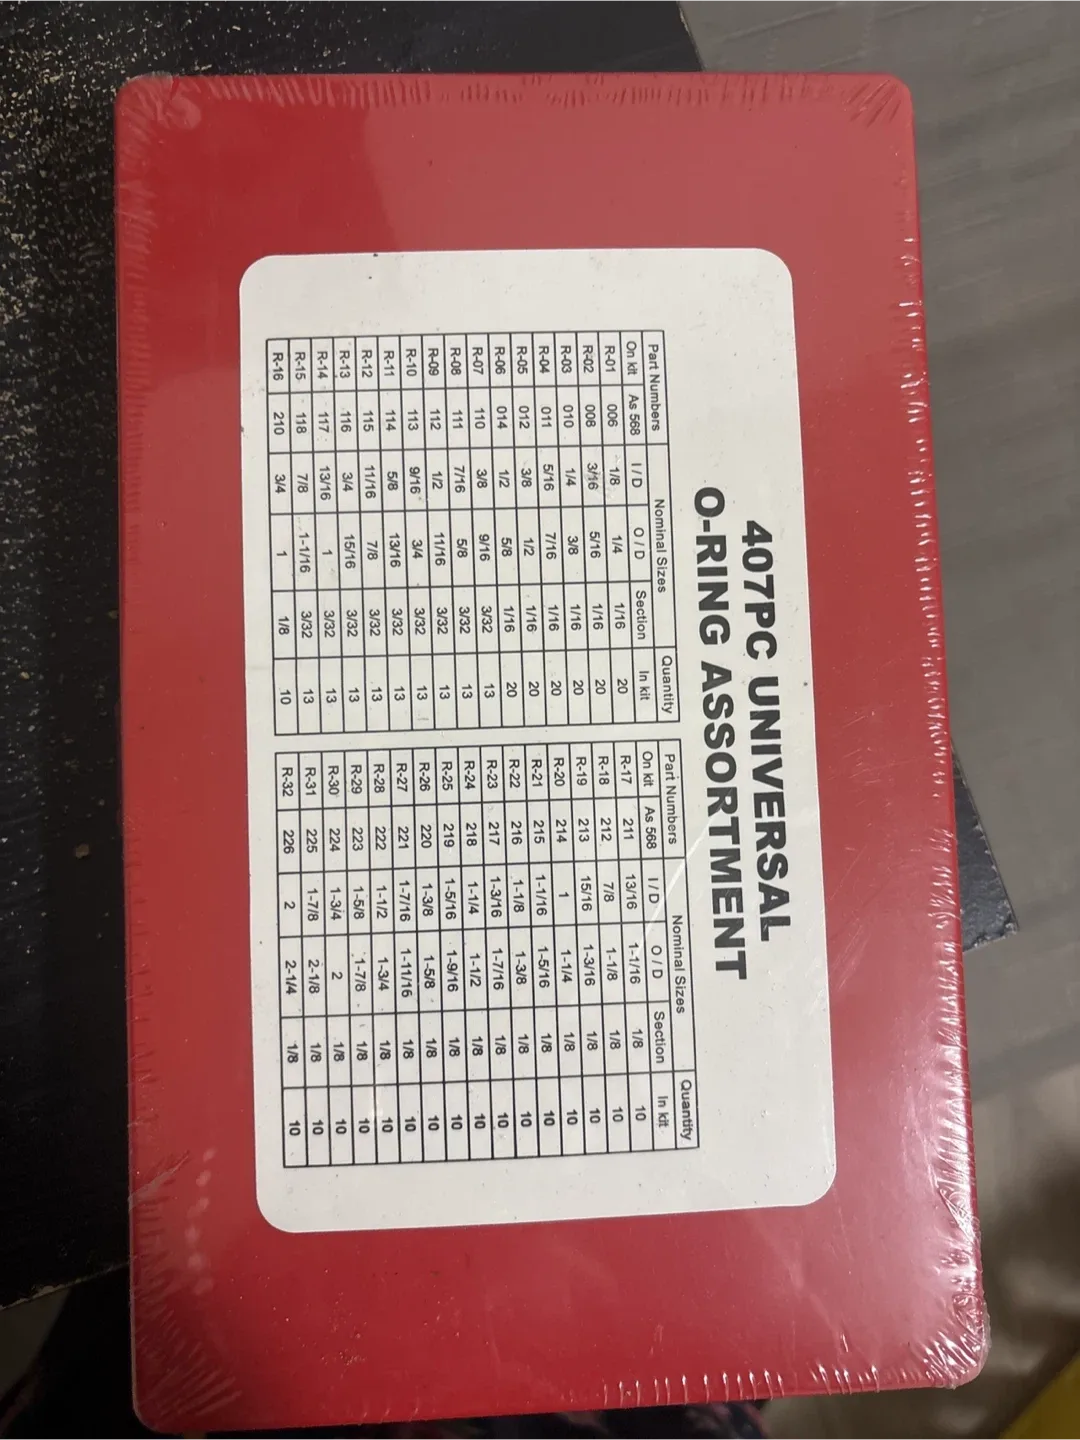 407PC UNIVERSAL
O-RING ASSORTMENT
Part Numbers Nominal Sizes Quantity
On kit As 568 I / D O / D Section In kit
R-01 006 1/8 1/4 1/16 20
R-02 008 3/16 5/16 1/16 20
R-03 010 1/4 3/8 1/16 20
R-04 011 5/16 7/16 1/16 20
R-05 012 3/8 1/2 1/16 20
R-06 014 1/2 5/8 1/16 20
R-07 110 3/8 9/16 3/32 13
R-08 111 7/16 5/8 3/32 13
R-09 112 1/2 11/16 3/32 13
R-10 113 9/16 3/4 3/32 13
R-11 114 5/8 13/16 3/32 13
R-12 115 11/16 7/8 3/32 13
R-13 116 3/4 15/16 3/32 13
R-14 117 13/16 1 3/32 13
R-15 118 7/8 1-1/16 3/32 13
R-16 210 3/4 1 1/8 10
Part Numbers Nominal Sizes Quantity
On kit As 568 I / D O / D Section In kit
R-17 211 13/16 1-1/16 1/8 10
R-18 212 7/8 1-1/8 1/8 10
R-19 213 15/16 1-3/16 1/8 10
R-20 214 1 1-1/4 1/8 10
R-21 215 1-1/16 1-5/16 1/8 10
R-22 216 1-1/8 1-3/8 1/8 10
R-23 217 1-3/16 1-7/16 1/8 10
R-24 218 1-1/4 1-1/2 1/8 10
R-25 219 1-5/16 1-9/16 1/8 10
R-26 220 1-3/8 1-5/8 1/8 10
R-27 221 1-7/16 1-11/16 1/8 10
R-28 222 1-1/2 1-3/4 1/8 10
R-29 223 1-5/8 1-7/8 1/8 10
R-30 224 1-3/4 2 1/8 10
R-31 225 1-7/8 2-1/8 1/8 10
R-32 226 2 2-1/4 1/8 10